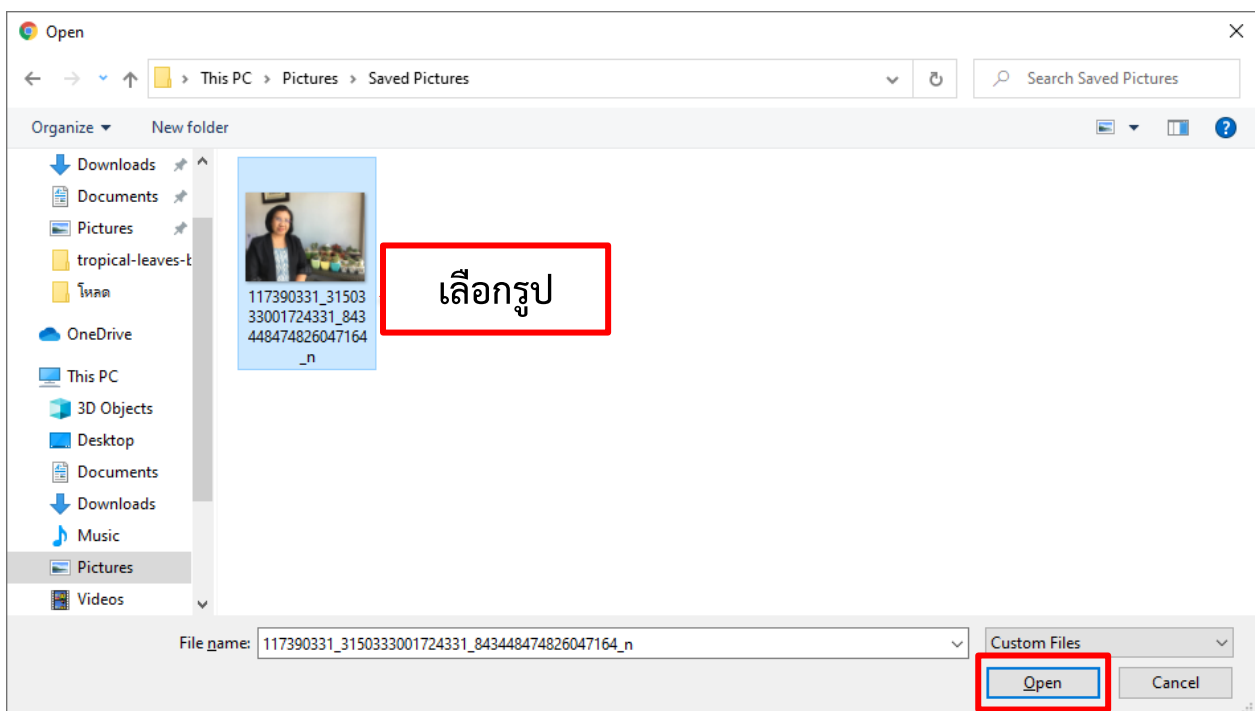 Open
This PC > Pictures > Saved Pictures
Search Saved Pictures
Organize
New folder
Downloads
Documents
Pictures
tropical-leaves-b
โหลด
OneDrive
This PC
3D Objects
Desktop
Documents
Downloads
Music
Pictures
Videos
117390331_31503
33001724331_843
448474826047164
_n
เลือกรูป
File name: 117390331_3150333001724331_843448474826047164_n
Custom Files
Open
Cancel